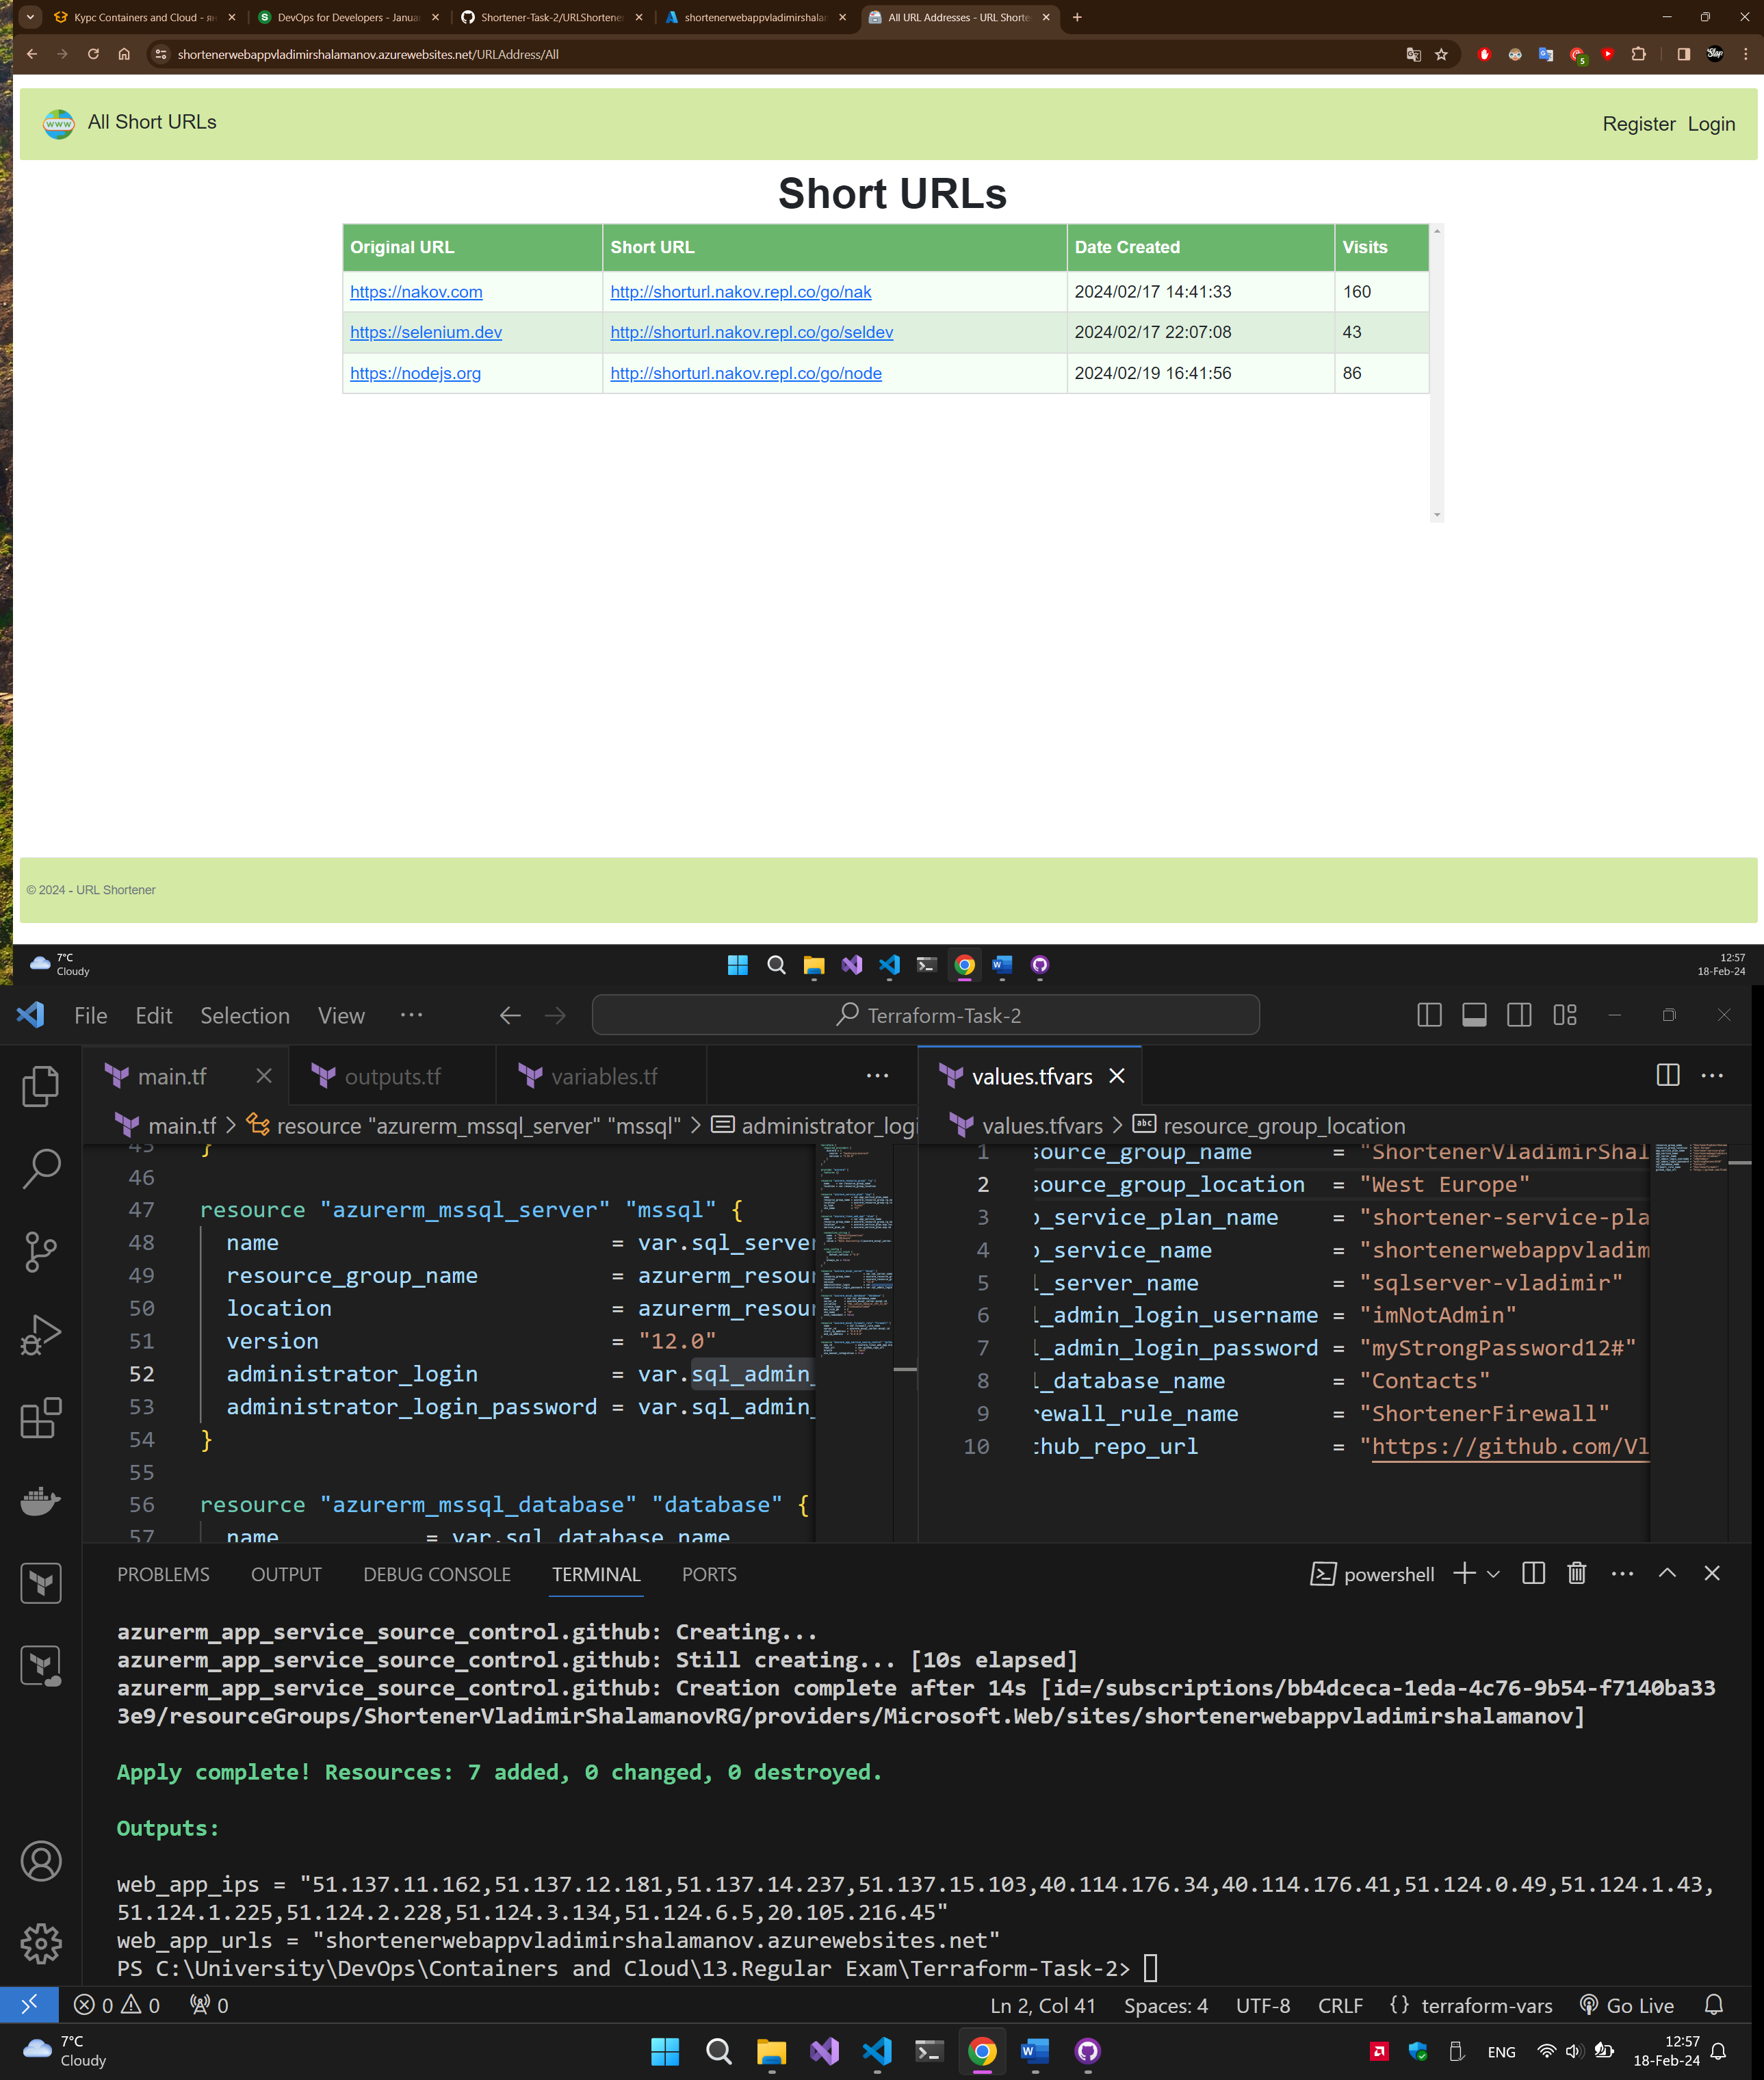 Курс Containers and Cloud - ян
DevOps for Developers - Janua
Shortener-Task-2/URLShortener
shortenerwebappvladimirshalam
All URL Addresses - URL Shorte
shortenerwebappvladimirshalamanov.azurewebsites.net/URLAddress/All
5
Stop
www
All Short URLs
Register Login
Short URLs
Original URL Short URL Date Created Visits
https://nakov.com http://shorturl.nakov.repl.co/go/nak 2024/02/17 14:41:33 160
https://selenium.dev http://shorturl.nakov.repl.co/go/seldev 2024/02/17 22:07:08 43
https://nodejs.org http://shorturl.nakov.repl.co/go/node 2024/02/19 16:41:56 86
© 2024 - URL Shortener
7°C
Cloudy
12:57
18-Feb-24
File Edit Selection View ···
Terraform-Task-2
main.tf outputs.tf variables.tf ···
main.tf > resource "azurerm_mssql_server" "mssql" > administrator_logi
45 }
46
47 resource "azurerm_mssql_server" "mssql" {
48 name = var.sql_server
49 resource_group_name = azurerm_resour
50 location = azurerm_resour
51 version = "12.0"
52 administrator_login = var.sql_admin_
53 administrator_login_password = var.sql_admin_
54 }
55
56 resource "azurerm_mssql_database" "database" {
57 name = var.sql_database_name
values.tfvars
values.tfvars > resource_group_location
1 source_group_name = "ShortenerVladimirShal
2 source_group_location = "West Europe"
3 p_service_plan_name = "shortener-service-pla
4 p_service_name = "shortenerwebappvladim
5 l_server_name = "sqlserver-vladimir"
6 l_admin_login_username = "imNotAdmin"
7 l_admin_login_password = "myStrongPassword12#"
8 l_database_name = "Contacts"
9 rewall_rule_name = "ShortenerFirewall"
10 thub_repo_url = "https://github.com/Vl
PROBLEMS OUTPUT DEBUG CONSOLE TERMINAL PORTS
powershell
azurerm_app_service_source_control.github: Creating...
azurerm_app_service_source_control.github: Still creating... [10s elapsed]
azurerm_app_service_source_control.github: Creation complete after 14s [id=/subscriptions/bb4dceca-1eda-4c76-9b54-f7140ba33
3e9/resourceGroups/ShortenerVladimirShalamanovRG/providers/Microsoft.Web/sites/shortenerwebappvladimirshalamanov]
Apply complete! Resources: 7 added, 0 changed, 0 destroyed.
Outputs:
web_app_ips = "51.137.11.162,51.137.12.181,51.137.14.237,51.137.15.103,40.114.176.34,40.114.176.41,51.124.0.49,51.124.1.43,
51.124.1.225,51.124.2.228,51.124.3.134,51.124.6.5,20.105.216.45"
web_app_urls = "shortenerwebappvladimirshalamanov.azurewebsites.net"
PS C:\University\DevOps\Containers and Cloud\13.Regular Exam\Terraform-Task-2>
0 0 0
Ln 2, Col 41 Spaces: 4 UTF-8 CRLF {} terraform-vars Go Live
7°C
Cloudy
ENG
12:57
18-Feb-24